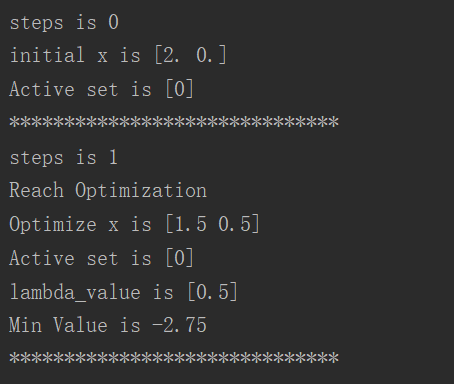 steps is 0
initial x is [2. 0.]
Active set is [0]
******************************
steps is 1
Reach Optimization
Optimize x is [1.5 0.5]
Active set is [0]
lambda_value is [0.5]
Min Value is -2.75
******************************